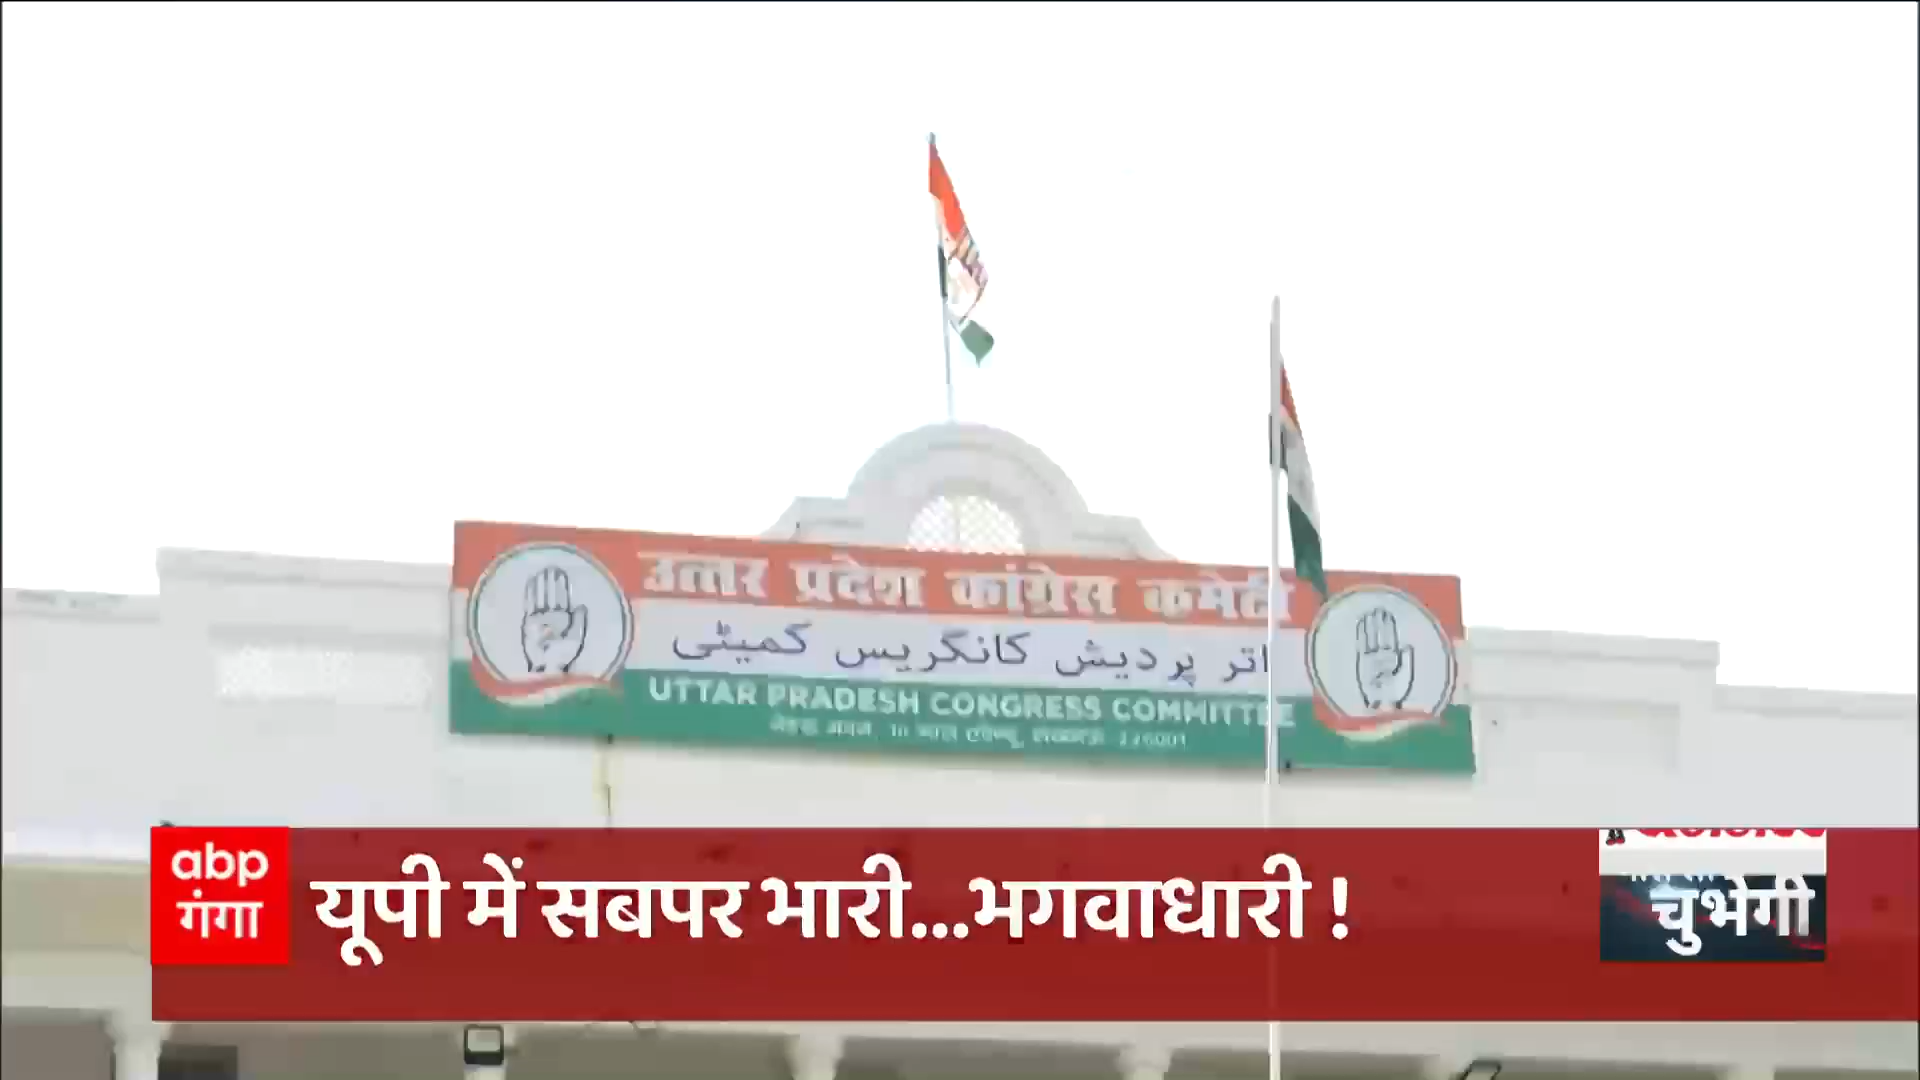 उत्तर प्रदेश कांग्रेस कमेटी
اتر پردیش کانگریس کمیٹی
UTTAR PRADESH CONGRESS COMMITTEE
abp
गंगा
यूपी में सबपर भारी...भगवाधारी !
चुभेगी